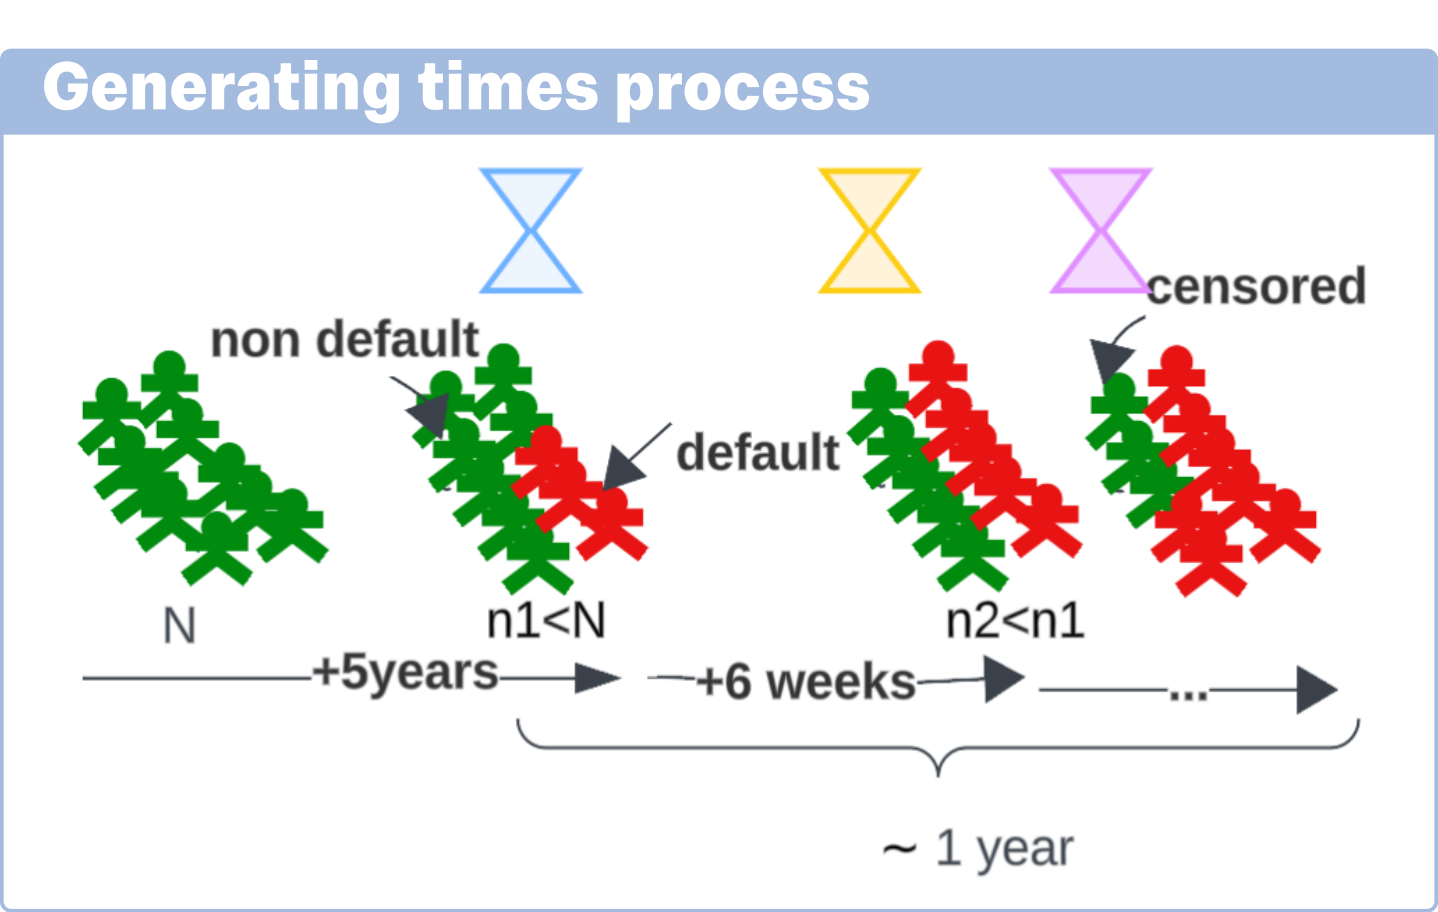 Generating times process
censored
non default
default
N
n1<N
n2<n1
+5years
+6 weeks
...
~ 1 year